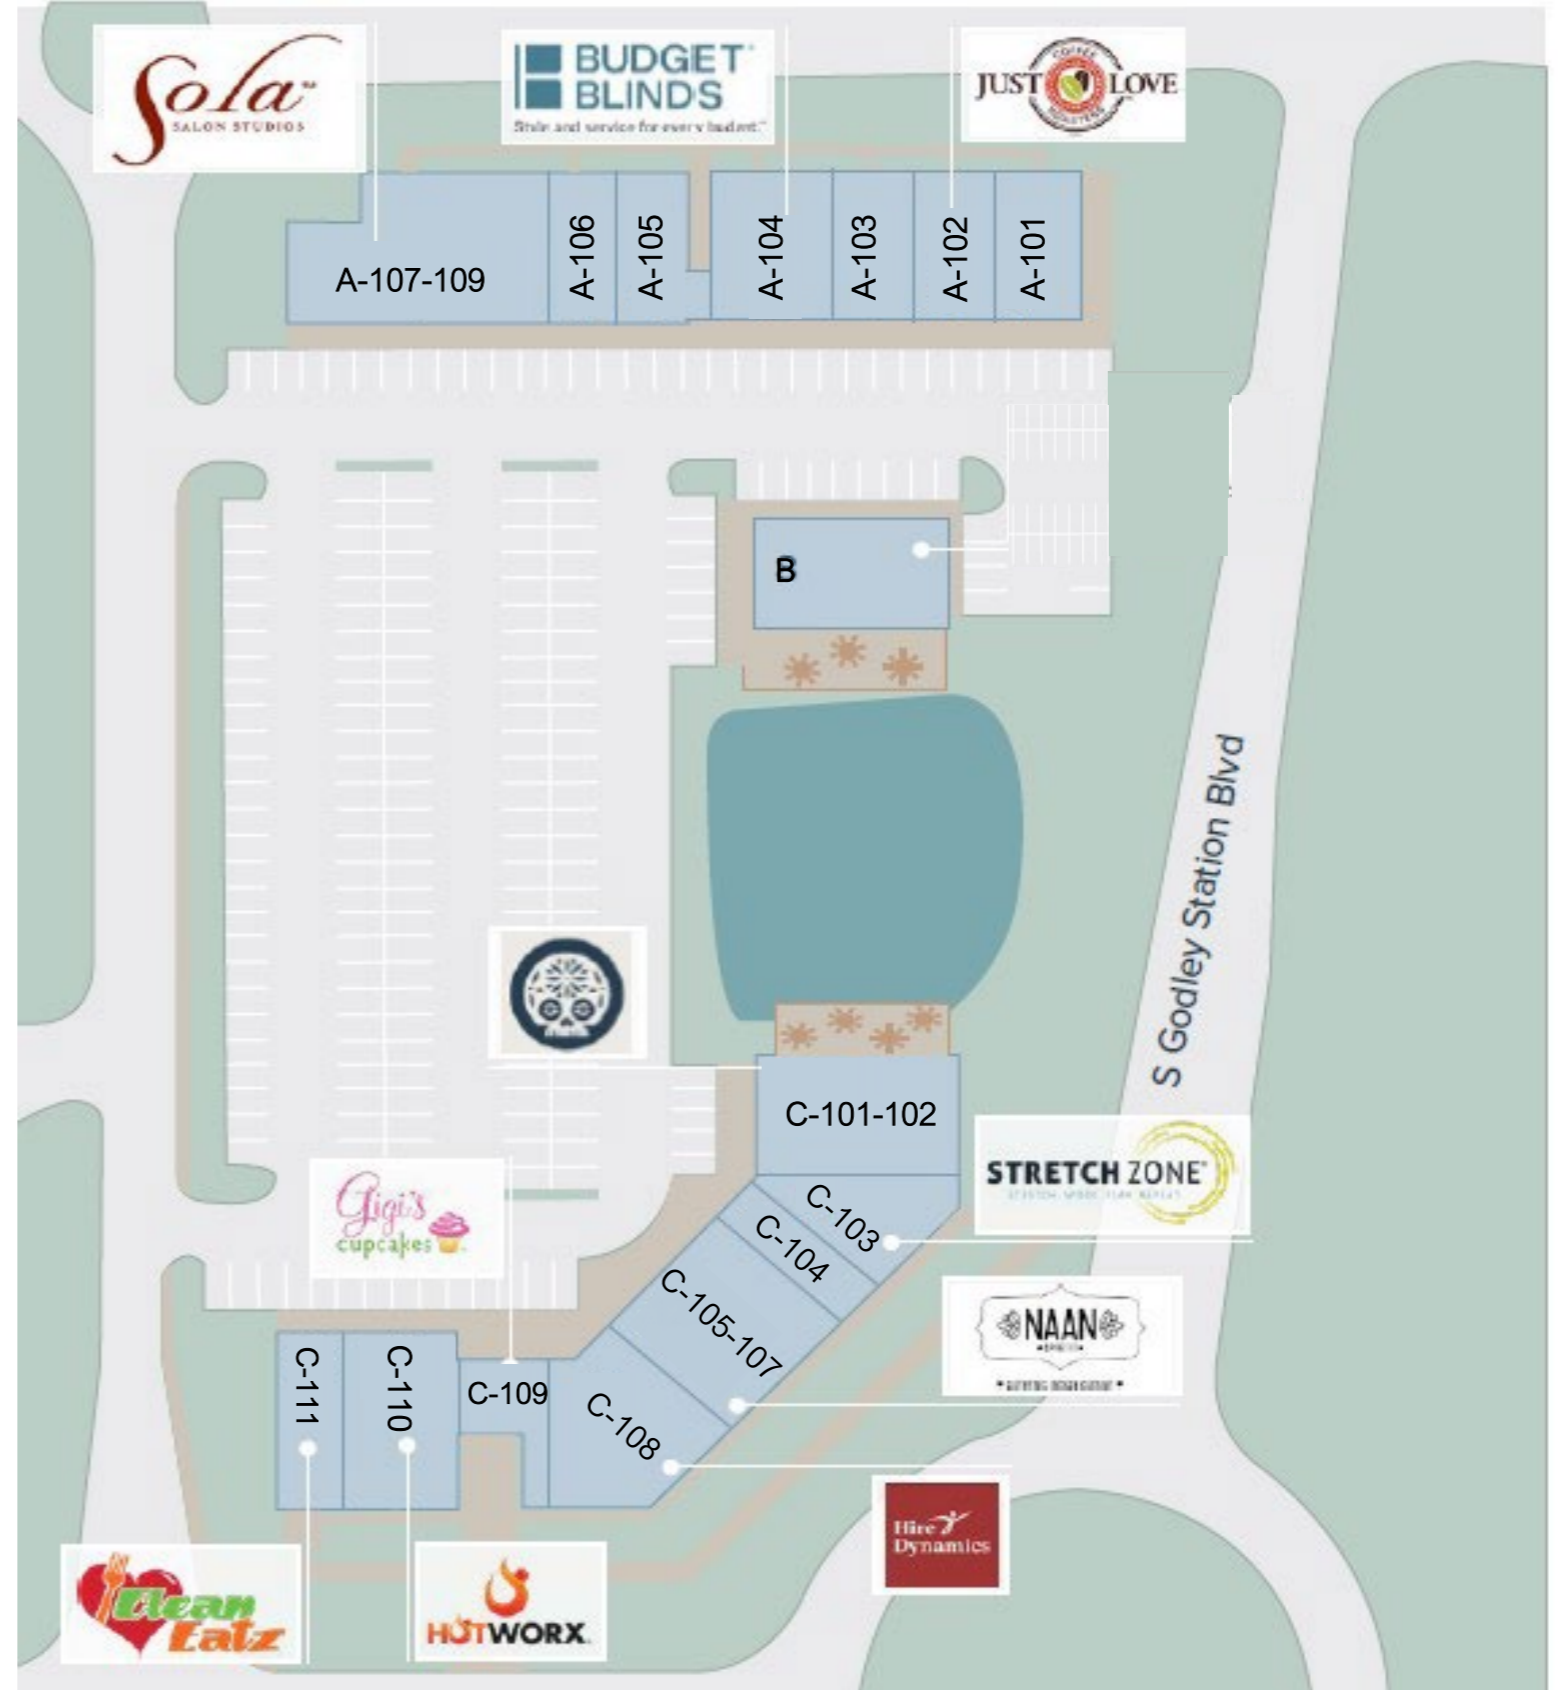 Sola
SALON STUDIOS
BUDGET
BLINDS
Style and service for every budget.
COFFEE
JUST LOVE
ROASTERS
A-107-109
A-106
A-105
A-104
A-103
A-102
A-101
B
S Godley Station Blvd
C-101-102
C-103
C-104
C-105-107
C-108
C-109
C-110
C-111
STRETCH ZONE
Gigi's
cupcakes
NAAN
Hire
Dynamics
Clean
Eatz
HOTWORX